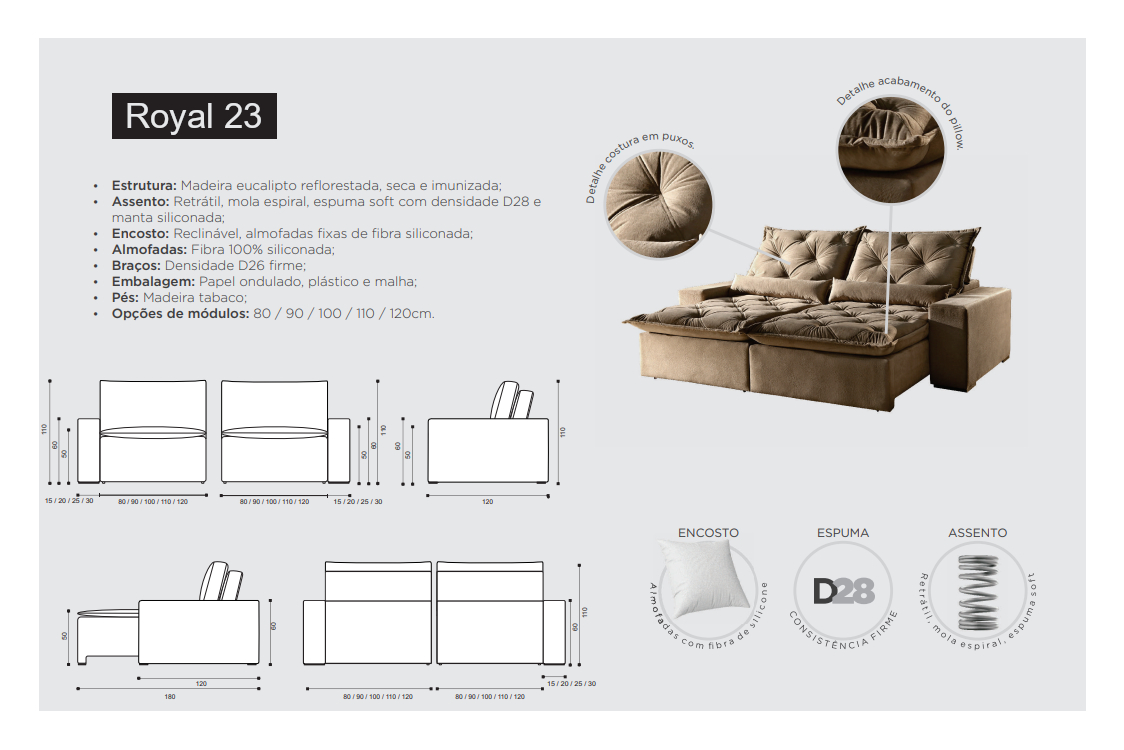 Royal 23
• Estrutura: Madeira eucalipto reflorestada, seca e imunizada;
• Assento: Retrátil, mola espiral, espuma soft com densidade D28 e
manta siliconada;
• Encosto: Reclinável, almofadas fixas de fibra siliconada;
• Almofadas: Fibra 100% siliconada;
• Braços: Densidade D26 firme;
• Embalagem: Papel ondulado, plástico e malha;
• Pés: Madeira tabaco;
• Opções de módulos: 80 / 90 / 100 / 110 / 120cm.
Detalhe costura em puxos.
Detalhe acabamento do pillow.
110
60
50
15 / 20 / 25 / 30
80 / 90 / 100 / 110 / 120
80 / 90 / 100 / 110 / 120
15 / 20 / 25 / 30
50
60
110
60
50
120
110
50
60
120
180
80 / 90 / 100 / 110 / 120
80 / 90 / 100 / 110 / 120
15 / 20 / 25 / 30
60
110
ENCOSTO
Almofadas com fibra de silicone
ESPUMA
D28
CONSISTÊNCIA FIRME
ASSENTO
Retrátil, mola espiral, espuma soft